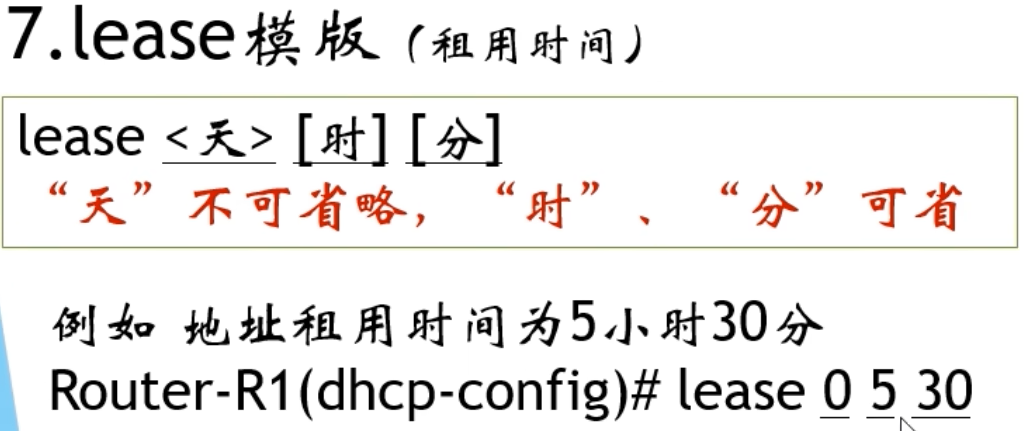 7.lease模版（租用时间）
lease <天> [时] [分]
“天”不可省略，“时”、“分”可省
例如 地址租用时间为5小时30分
Router-R1(dhcp-config)# lease 0 5 30